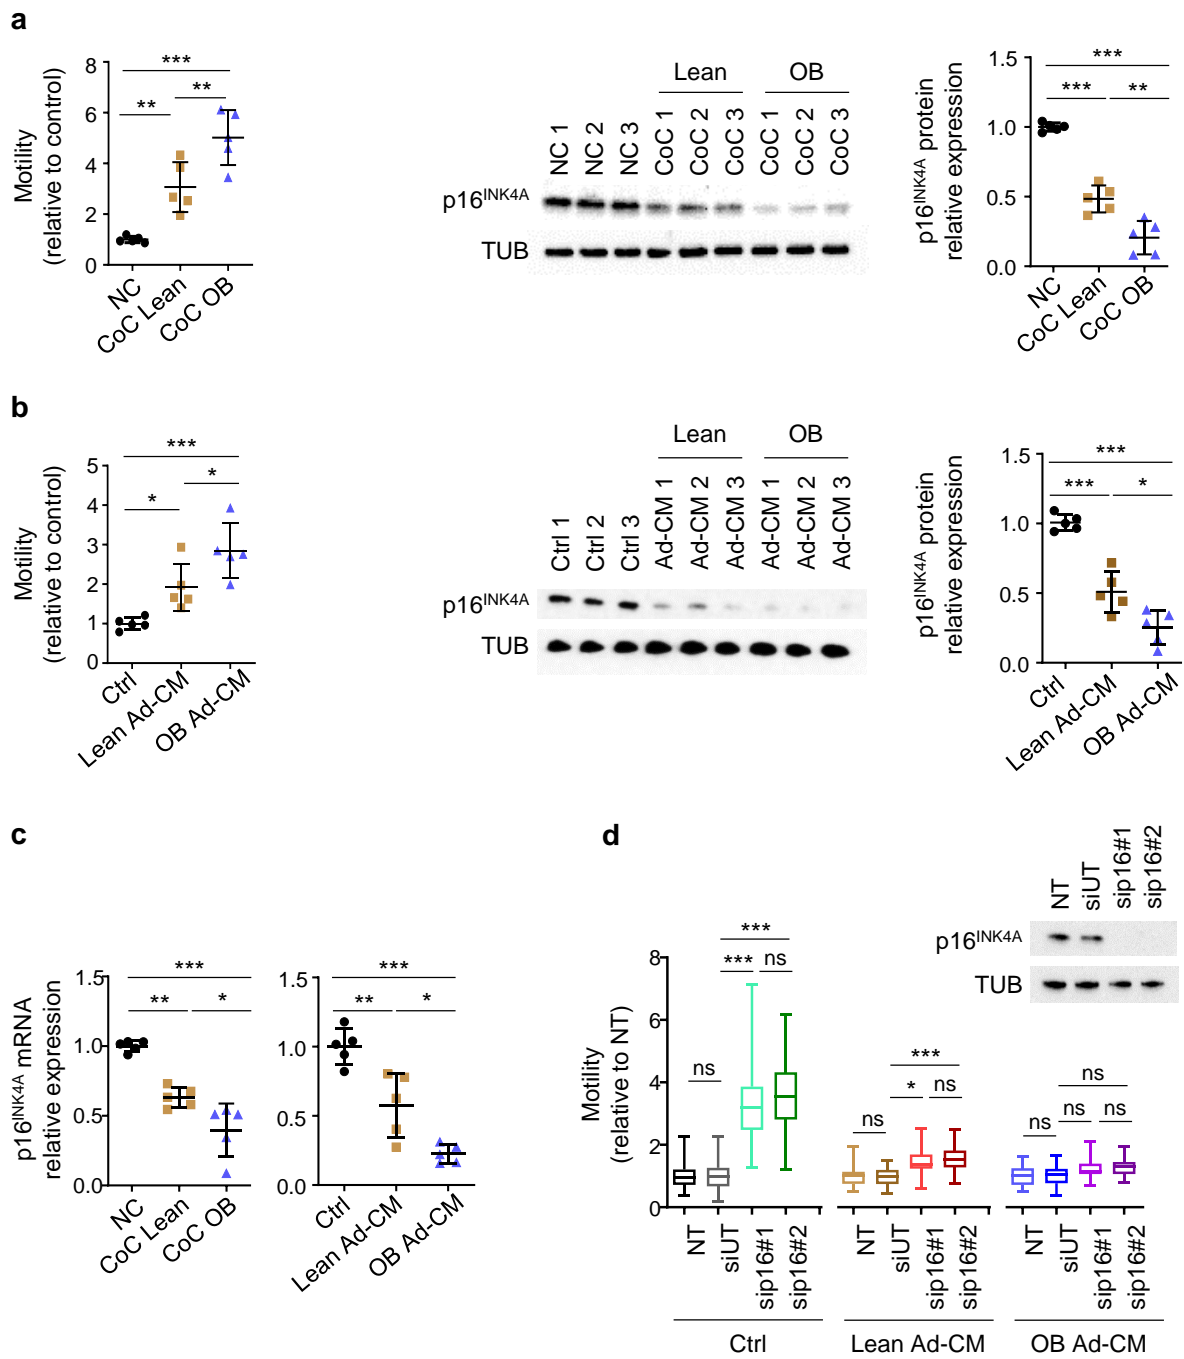 a
Motility
(relative to control)
8
6
4
2
0
***
**
**
NC
CoC Lean
CoC OB
Lean
OB
NC 1
NC 2
NC 3
CoC 1
CoC 2
CoC 3
CoC 1
CoC 2
CoC 3
p16INK4A
TUB
p16INK4A protein
relative expression
1.5
1.0
0.5
0.0
***
***
**
NC
CoC Lean
CoC OB
b
Motility
(relative to control)
5
4
3
2
1
0
***
*
*
Ctrl
Lean Ad-CM
OB Ad-CM
Lean
OB
Ctrl 1
Ctrl 2
Ctrl 3
Ad-CM 1
Ad-CM 2
Ad-CM 3
Ad-CM 1
Ad-CM 2
Ad-CM 3
p16INK4A
TUB
p16INK4A protein
relative expression
1.5
1.0
0.5
0.0
***
***
*
Ctrl
Lean Ad-CM
OB Ad-CM
c
p16INK4A mRNA
relative expression
1.5
1.0
0.5
0.0
***
**
*
NC
CoC Lean
CoC OB
1.5
1.0
0.5
0.0
***
**
*
Ctrl
Lean Ad-CM
OB Ad-CM
d
NT
siUT
sip16#1
sip16#2
p16INK4A
TUB
Motility
(relative to NT)
8
6
4
2
0
***
***
ns
ns
***
*
ns
ns
ns
ns
ns
ns
NT
siUT
sip16#1
sip16#2
NT
siUT
sip16#1
sip16#2
NT
siUT
sip16#1
sip16#2
Ctrl
Lean Ad-CM
OB Ad-CM